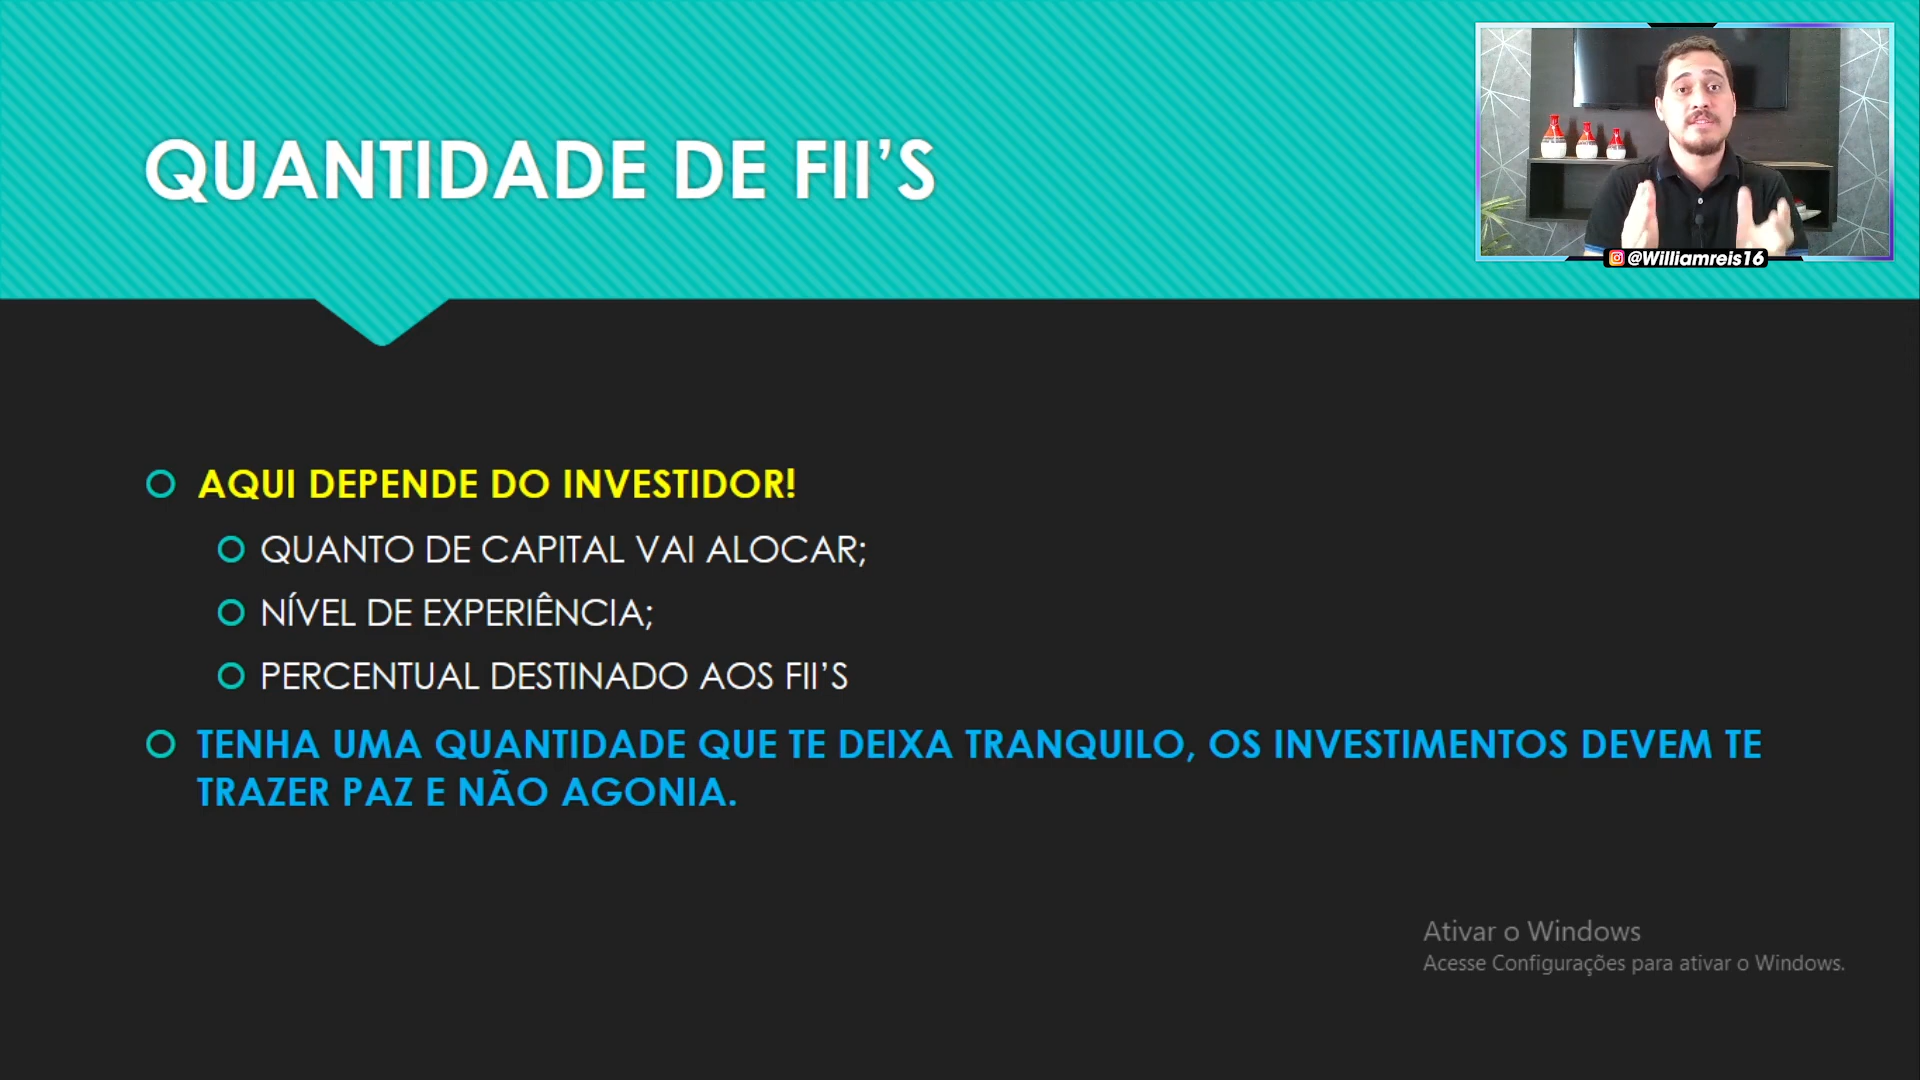 QUANTIDADE DE FII’S
@Williamreis16
AQUI DEPENDE DO INVESTIDOR!
QUANTO DE CAPITAL VAI ALOCAR;
NÍVEL DE EXPERIÊNCIA;
PERCENTUAL DESTINADO AOS FII’S
TENHA UMA QUANTIDADE QUE TE DEIXA TRANQUILO, OS INVESTIMENTOS DEVEM TE
TRAZER PAZ E NÃO AGONIA.
Ativar o Windows
Acesse Configurações para ativar o Windows.